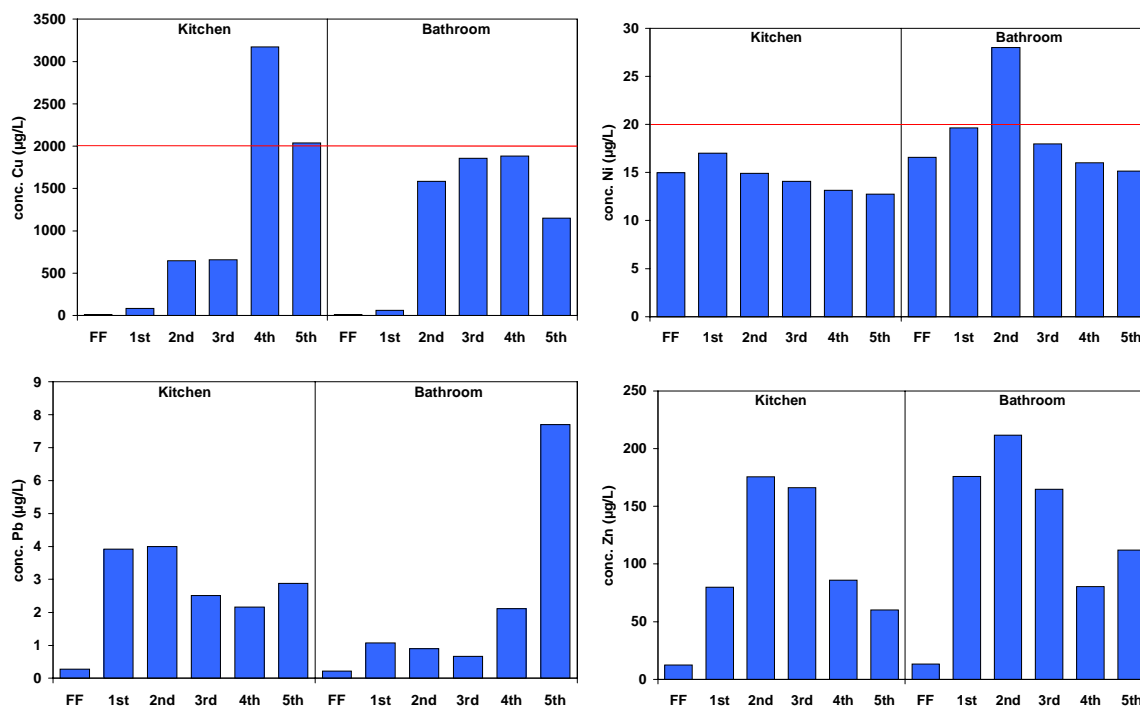 Kitchen Bathroom
conc. Cu (µg/L)
3500
3000
2500
2000
1500
1000
500
0
FF 1st 2nd 3rd 4th 5th FF 1st 2nd 3rd 4th 5th
Kitchen Bathroom
conc. Ni (µg/L)
30
25
20
15
10
5
0
FF 1st 2nd 3rd 4th 5th FF 1st 2nd 3rd 4th 5th
Kitchen Bathroom
conc. Pb (µg/L)
9
8
7
6
5
4
3
2
1
0
FF 1st 2nd 3rd 4th 5th FF 1st 2nd 3rd 4th 5th
Kitchen Bathroom
conc. Zn (µg/L)
250
200
150
100
50
0
FF 1st 2nd 3rd 4th 5th FF 1st 2nd 3rd 4th 5th